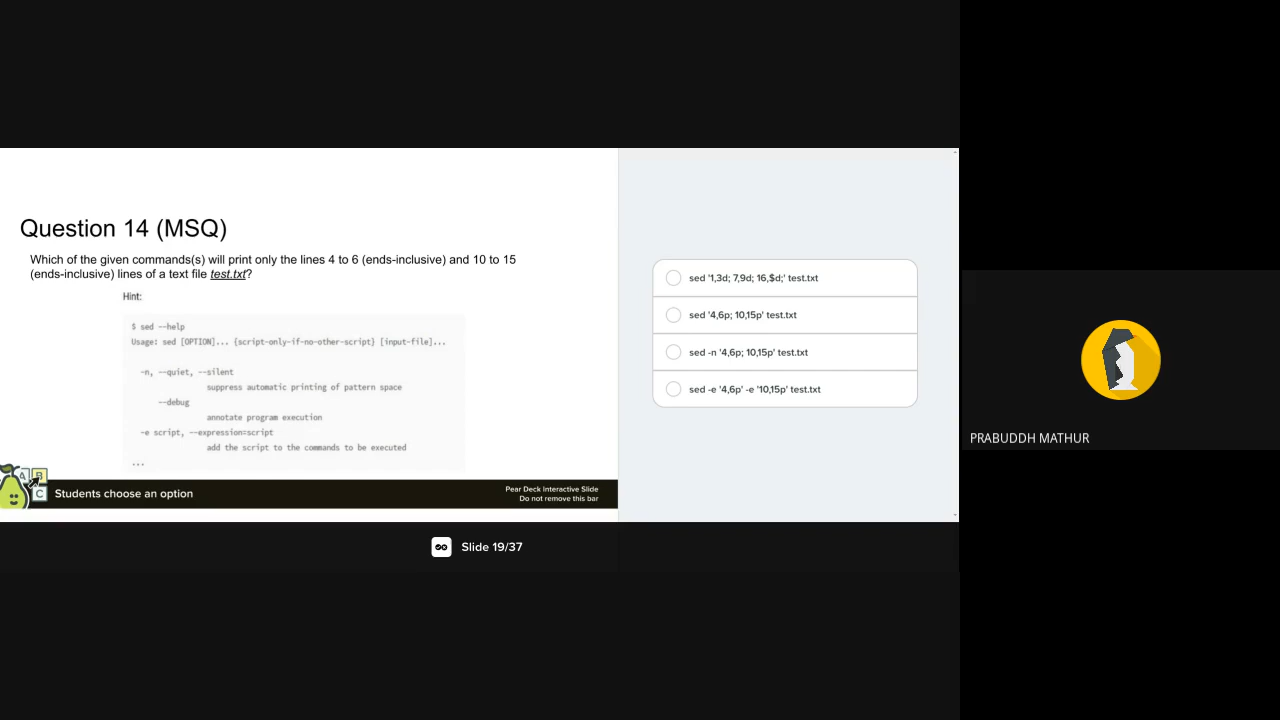 Question 14 (MSQ)
Which of the given commands(s) will print only the lines 4 to 6 (ends-inclusive) and 10 to 15
(ends-inclusive) lines of a text file test.txt?
Hint:
$ sed --help
Usage: sed [OPTION]... {script-only-if-no-other-script} [input-file]...
-n, --quiet, --silent
suppress automatic printing of pattern space
--debug
annotate program execution
-e script, --expression=script
add the script to the commands to be executed
...
A B
C
Students choose an option
Pear Deck Interactive Slide
Do not remove this bar
sed '1,3d; 7,9d; 16,$d;' test.txt
sed '4,6p; 10,15p' test.txt
sed -n '4,6p; 10,15p' test.txt
sed -e '4,6p' -e '10,15p' test.txt
Slide 19/37
PRABUDDH MATHUR